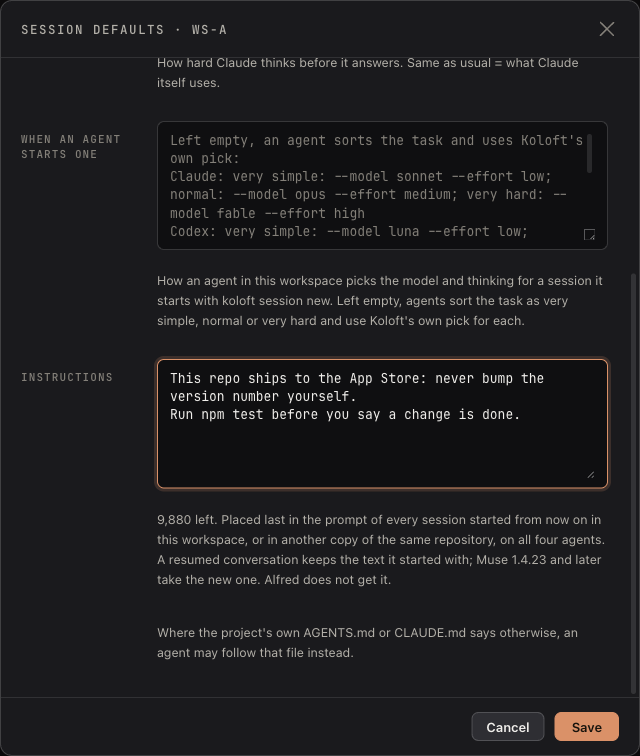 SESSION DEFAULTS · WS-A
How hard Claude thinks before it answers. Same as usual = what Claude
itself uses.
WHEN AN AGENT
STARTS ONE
Left empty, an agent sorts the task and uses Koloft's
own pick:
Claude: very simple: --model sonnet --effort low;
normal: --model opus --effort medium; very hard: --
model fable --effort high
Codex: very simple: --model luna --effort low;
How an agent in this workspace picks the model and thinking for a session it
starts with koloft session new. Left empty, agents sort the task as very
simple, normal or very hard and use Koloft's own pick for each.
INSTRUCTIONS
This repo ships to the App Store: never bump the
version number yourself.
Run npm test before you say a change is done.
9,880 left. Placed last in the prompt of every session started from now on in
this workspace, or in another copy of the same repository, on all four agents.
A resumed conversation keeps the text it started with; Muse 1.4.23 and later
take the new one. Alfred does not get it.
Where the project's own AGENTS.md or CLAUDE.md says otherwise, an
agent may follow that file instead.
Cancel
Save